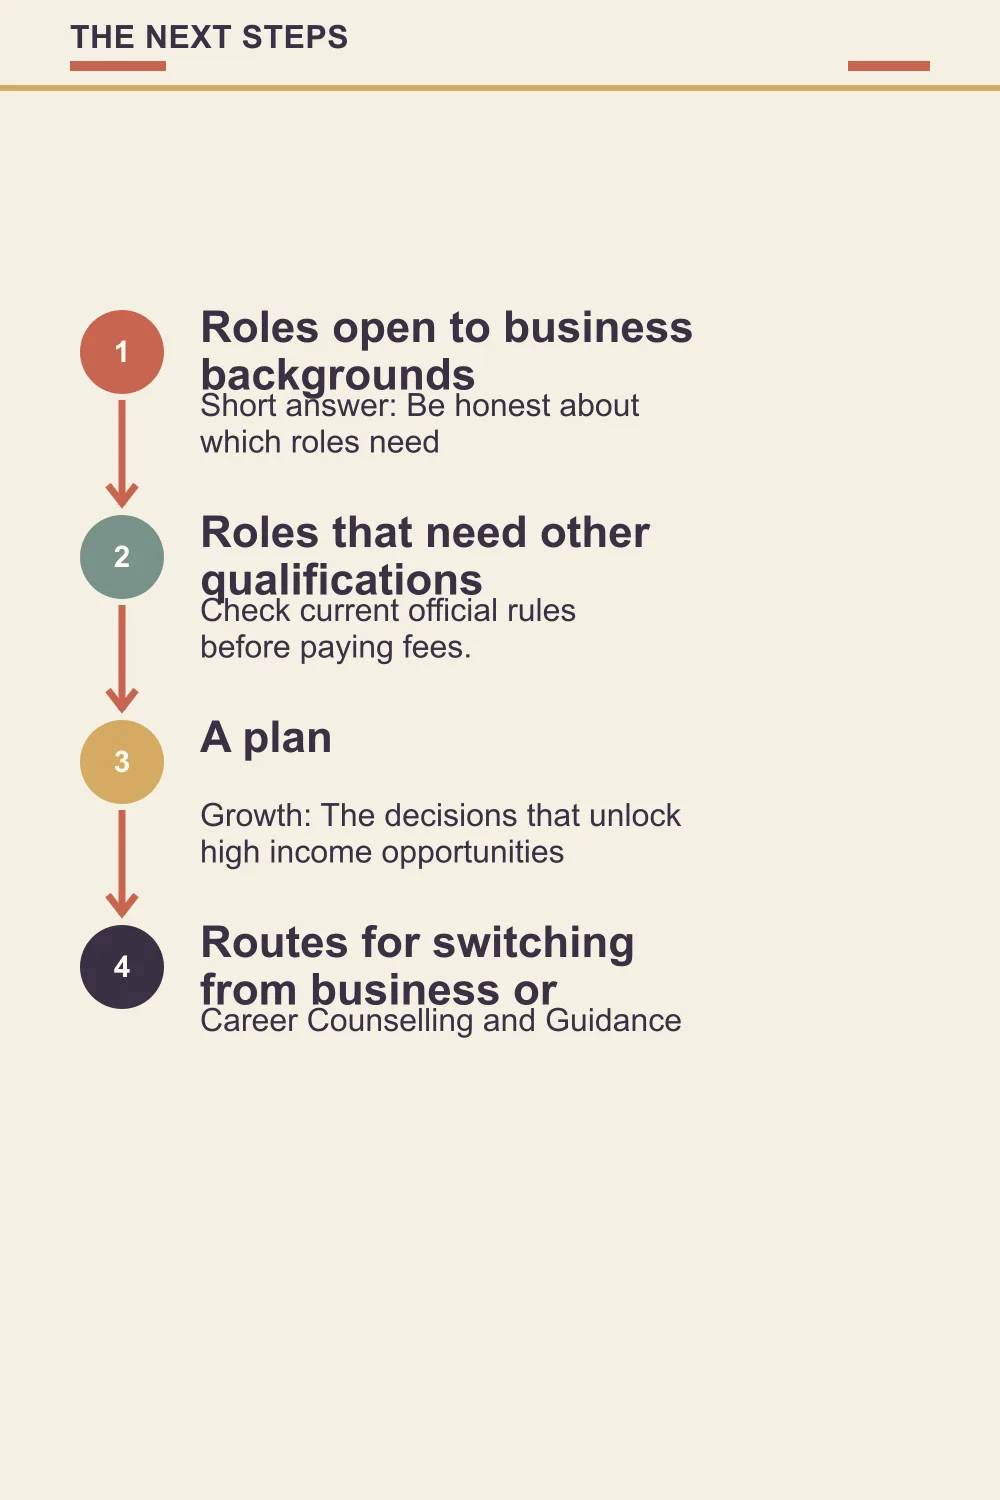 THE NEXT STEPS
1
Roles open to business
backgrounds
Short answer: Be honest about
which roles need
2
Roles that need other
qualifications
Check current official rules
before paying fees.
3
A plan
Growth: The decisions that unlock
high income opportunities
4
Routes for switching
from business or
Career Counselling and Guidance